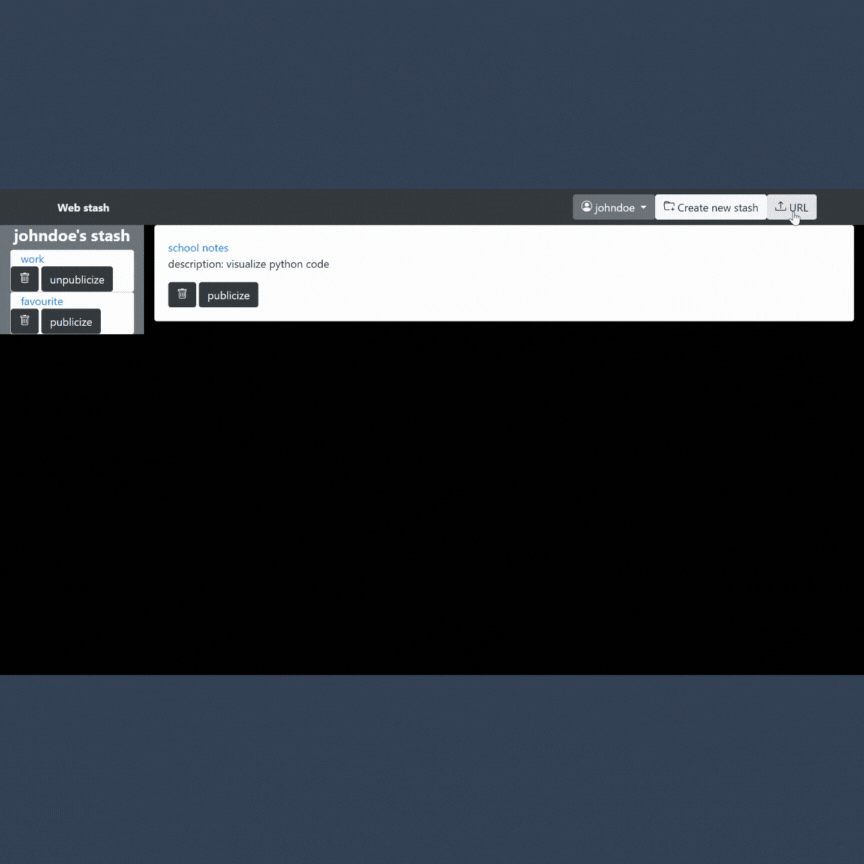 Web stash
johndoe
Create new stash
URL
johndoe's stash
work
unpublicize
favourite
publicize
school notes
description: visualize python code
publicize